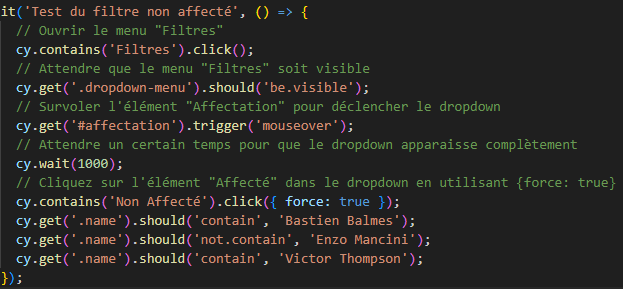 it('Test du filtre non affecté', () => {
// Ouvrir le menu "Filtres"
cy.contains('Filtres').click();
// Attendre que le menu "Filtres" soit visible
cy.get('.dropdown-menu').should('be.visible');
// Survoler l'élément "Affectation" pour déclencher le dropdown
cy.get('#affectation').trigger('mouseover');
// Attendre un certain temps pour que le dropdown apparaisse complètement
cy.wait(1000);
// Cliquez sur l'élément "Affecté" dans le dropdown en utilisant {force: true}
cy.contains('Non Affecté').click({ force: true });
cy.get('.name').should('contain', 'Bastien Balmes');
cy.get('.name').should('not.contain', 'Enzo Mancini');
cy.get('.name').should('contain', 'Victor Thompson');
});